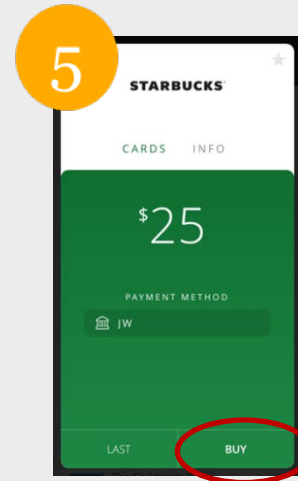 5
STARBUCKS
CARDS INFO
$25
PAYMENT METHOD
JW
LAST BUY